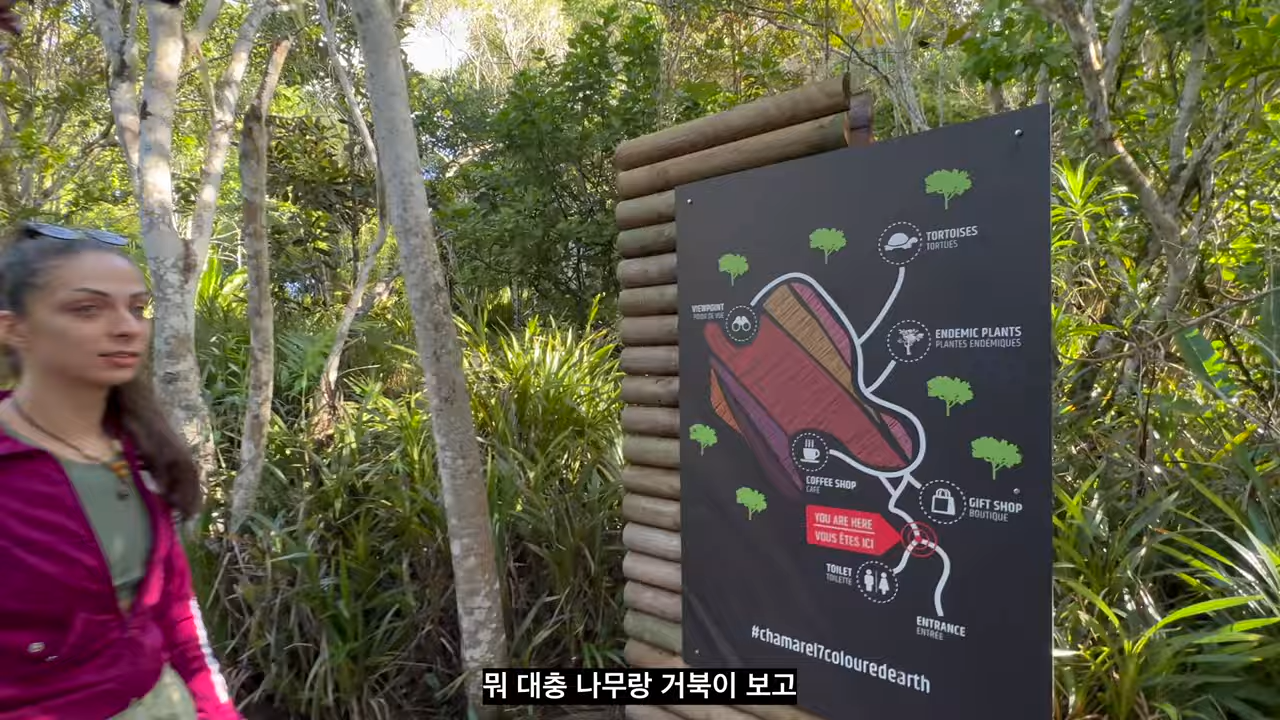 TORTOISES
TORTUES
VIEWPOINT
POINT DE VUE
ENDEMIC PLANTS
PLANTES ENDÉMIQUES
COFFEE SHOP
CAFE
GIFT SHOP
BOUTIQUE
YOU ARE HERE
VOUS ÊTES ICI
TOILET
TOILETTE
ENTRANCE
ENTRÉE
#chamarel7colouredearth
뭐 대충 나무랑 거북이 보고